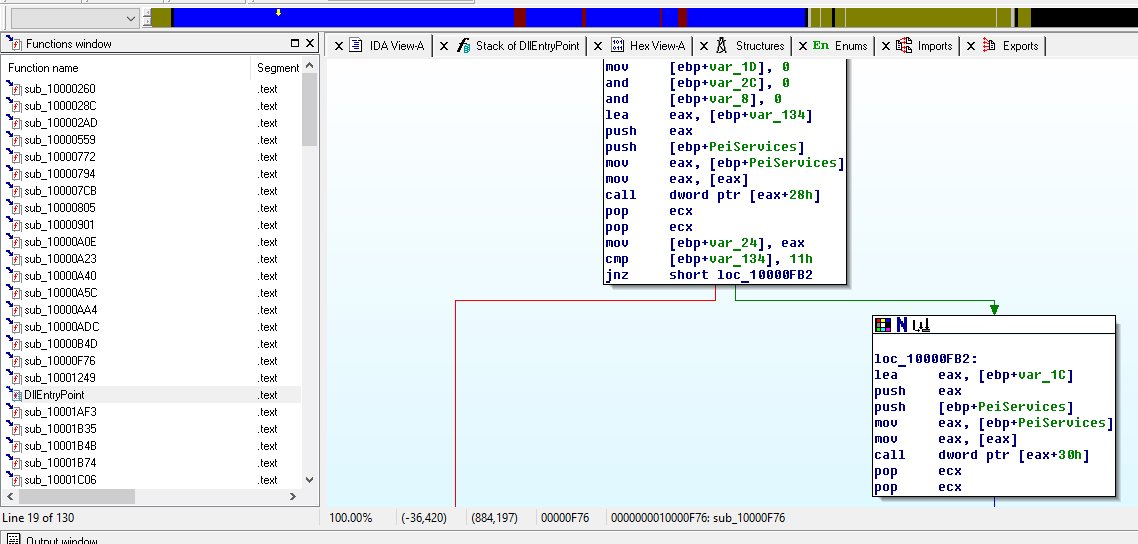 Functions window
IDA View-A
Stack of DllEntryPoint
Hex View-A
Structures
En Enums
Imports
Exports
Function name Segment
sub_10000260 .text
sub_1000028C .text
sub_100002AD .text
sub_10000559 .text
sub_10000772 .text
sub_10000794 .text
sub_100007CB .text
sub_10000805 .text
sub_10000901 .text
sub_10000A0E .text
sub_10000A23 .text
sub_10000A40 .text
sub_10000A5C .text
sub_10000AA4 .text
sub_10000ADC .text
sub_10000B4D .text
sub_10000F76 .text
sub_10001249 .text
DllEntryPoint .text
sub_10001AF3 .text
sub_10001B35 .text
sub_10001B4B .text
sub_10001B74 .text
sub_10001C06 .text
Line 19 of 130
mov [ebp+var_1D], 0
and [ebp+var_2C], 0
and [ebp+var_8], 0
lea eax, [ebp+var_134]
push eax
push [ebp+PeiServices]
mov eax, [ebp+PeiServices]
mov eax, [eax]
call dword ptr [eax+28h]
pop ecx
pop ecx
mov [ebp+var_24], eax
cmp [ebp+var_134], 11h
jnz short loc_10000FB2
loc_10000FB2:
lea eax, [ebp+var_1C]
push eax
push [ebp+PeiServices]
mov eax, [ebp+PeiServices]
mov eax, [eax]
call dword ptr [eax+30h]
pop ecx
pop ecx
100.00% (-36,420) (884,197) 00000F76 0000000010000F76: sub_10000F76
Output window